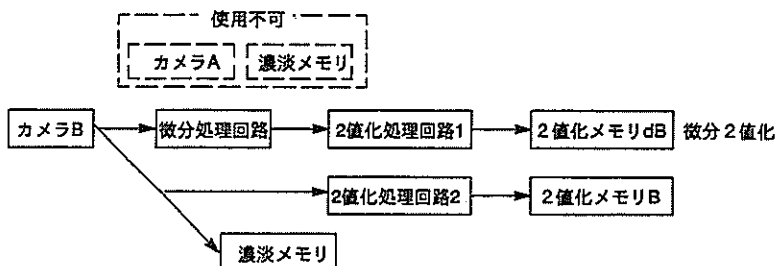 使用不可
カメラA 濃淡メモリ
カメラB 微分処理回路 2値化処理回路1 2値化メモリdB 微分2値化
2値化処理回路2 2値化メモリB
濃淡メモリ